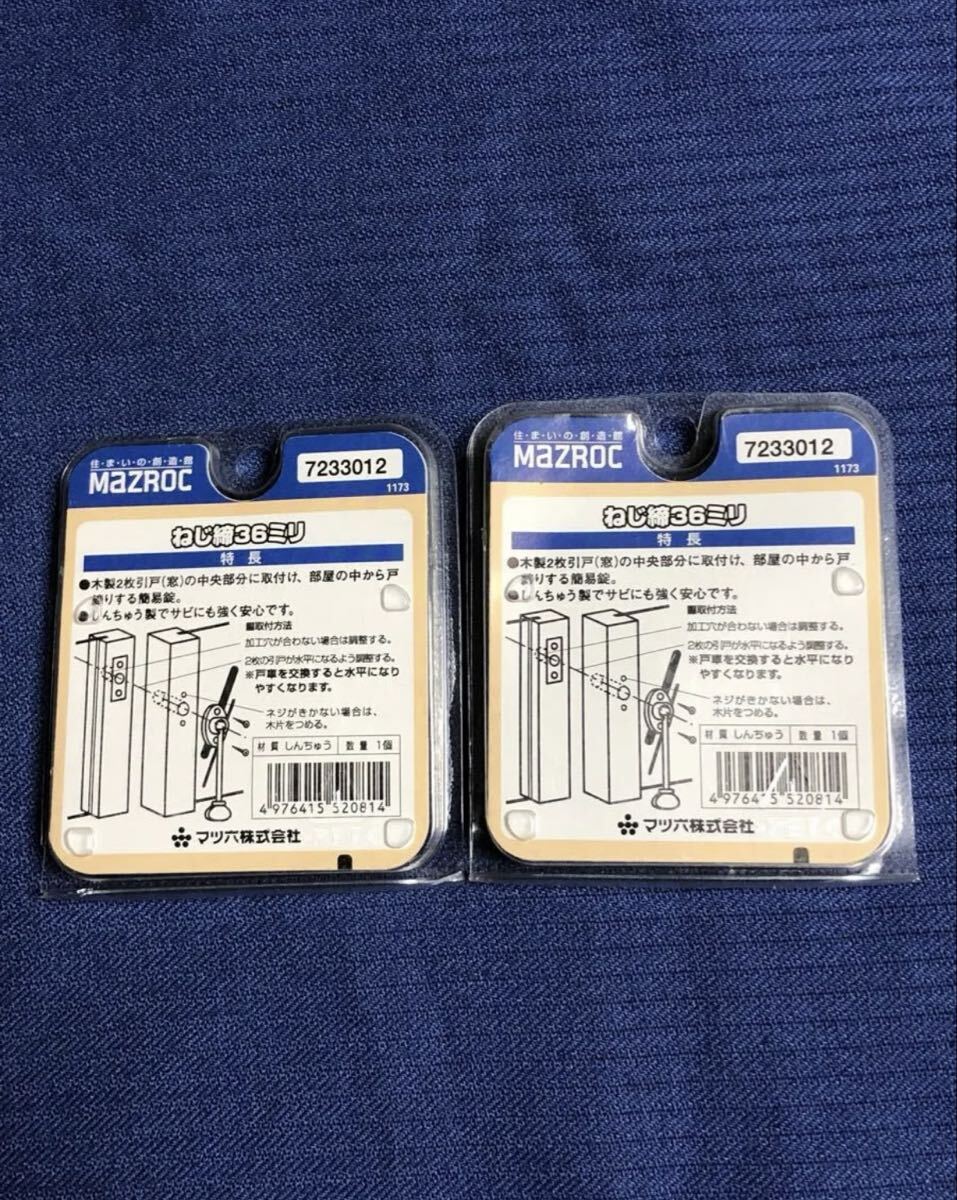 住・ま・い・の・創・造・館
MAZROC
7233012
1173
ねじ締36ミリ
特長
●木製2枚引戸(窓)の中央部分に取付け、部屋の中から戸
締りする簡易錠。
●しんちゅう製でサビにも強く安心です。
■取付方法
加工穴が合わない場合は調整する。
2枚の引戸が水平になるよう調整する。
※戸車を交換すると水平になり
やすくなります。
ネジがきかない場合は、
木片をつめる。
材質 しんちゅう 数量 1個
4 976415 520814
マツ六株式会社
住・ま・い・の・創・造・館
MAZROC
7233012
1173
ねじ締36ミリ
特長
●木製2枚引戸(窓)の中央部分に取付け、部屋の中から戸
締りする簡易錠。
●しんちゅう製でサビにも強く安心です。
■取付方法
加工穴が合わない場合は調整する。
2枚の引戸が水平になるよう調整する。
※戸車を交換すると水平になり
やすくなります。
ネジがきかない場合は、
木片をつめる。
材質 しんちゅう 数量 1個
4 976415 520814
マツ六株式会社